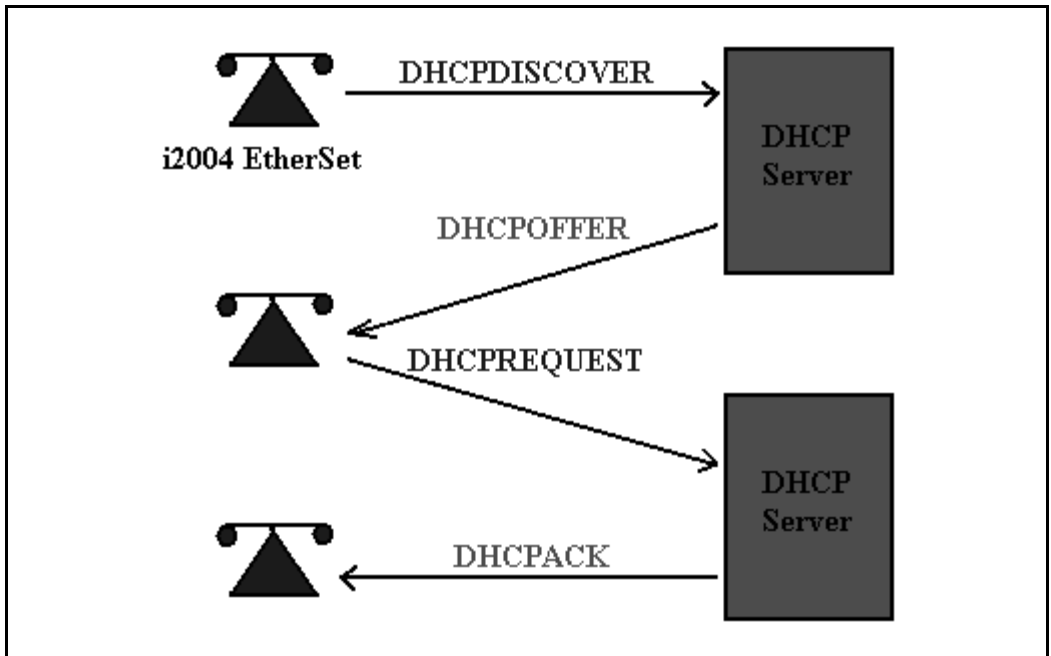 DHCPDISCOVER
DHCP
Server
i2004 EtherSet
DHCPOFFER
DHCPREQUEST
DHCP
Server
DHCPACK